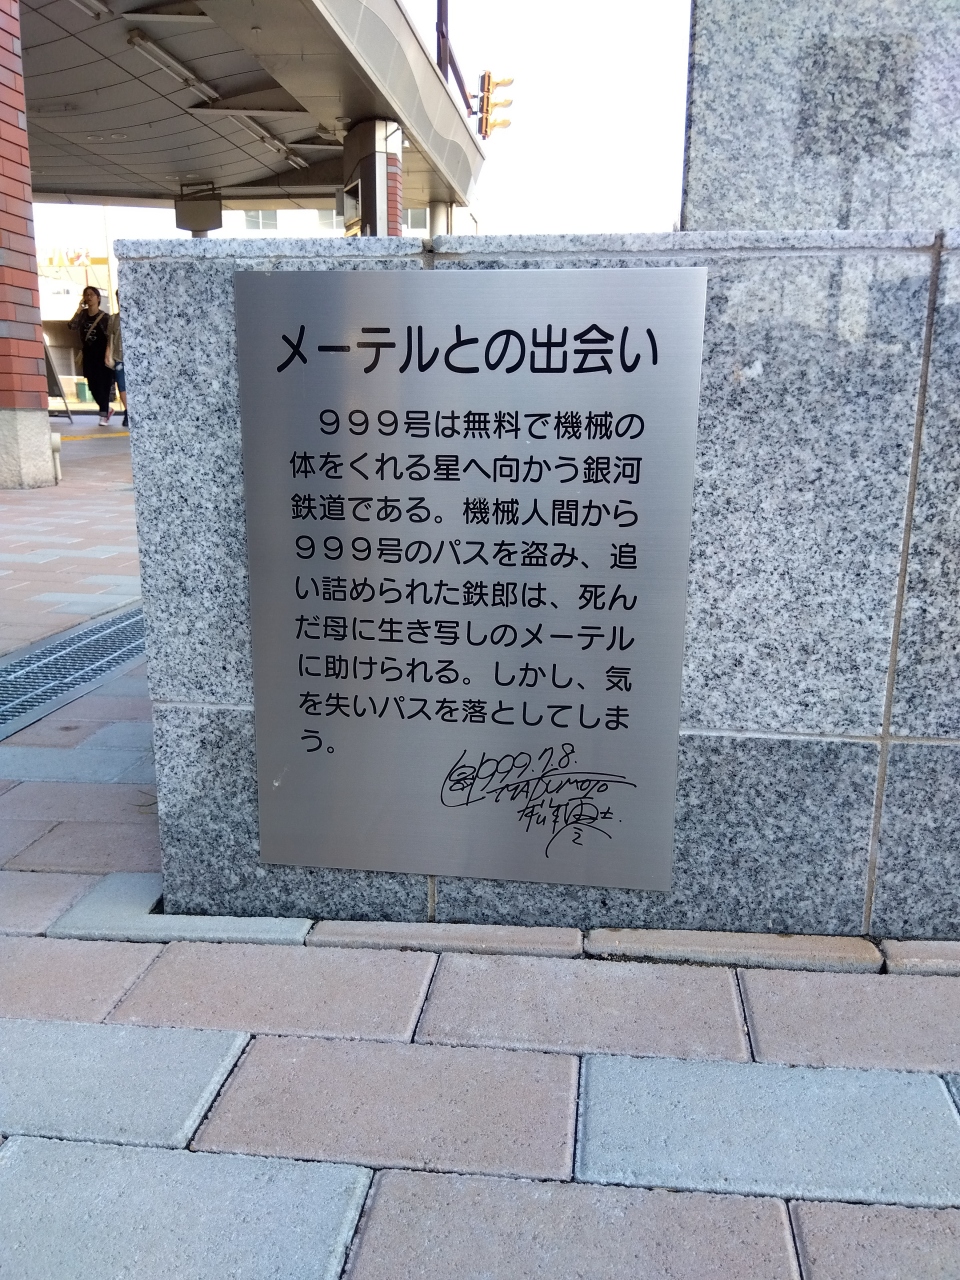 メーテルとの出会い
999号は無料で機械の
体をくれる星へ向かう銀河
鉄道である。機械人間から
999号のパスを盗み、追
い詰められた鉄郎は、死ん
だ母に生き写しのメーテル
に助けられる。しかし、気
を失いパスを落としてしま
う。
1999.7.8.